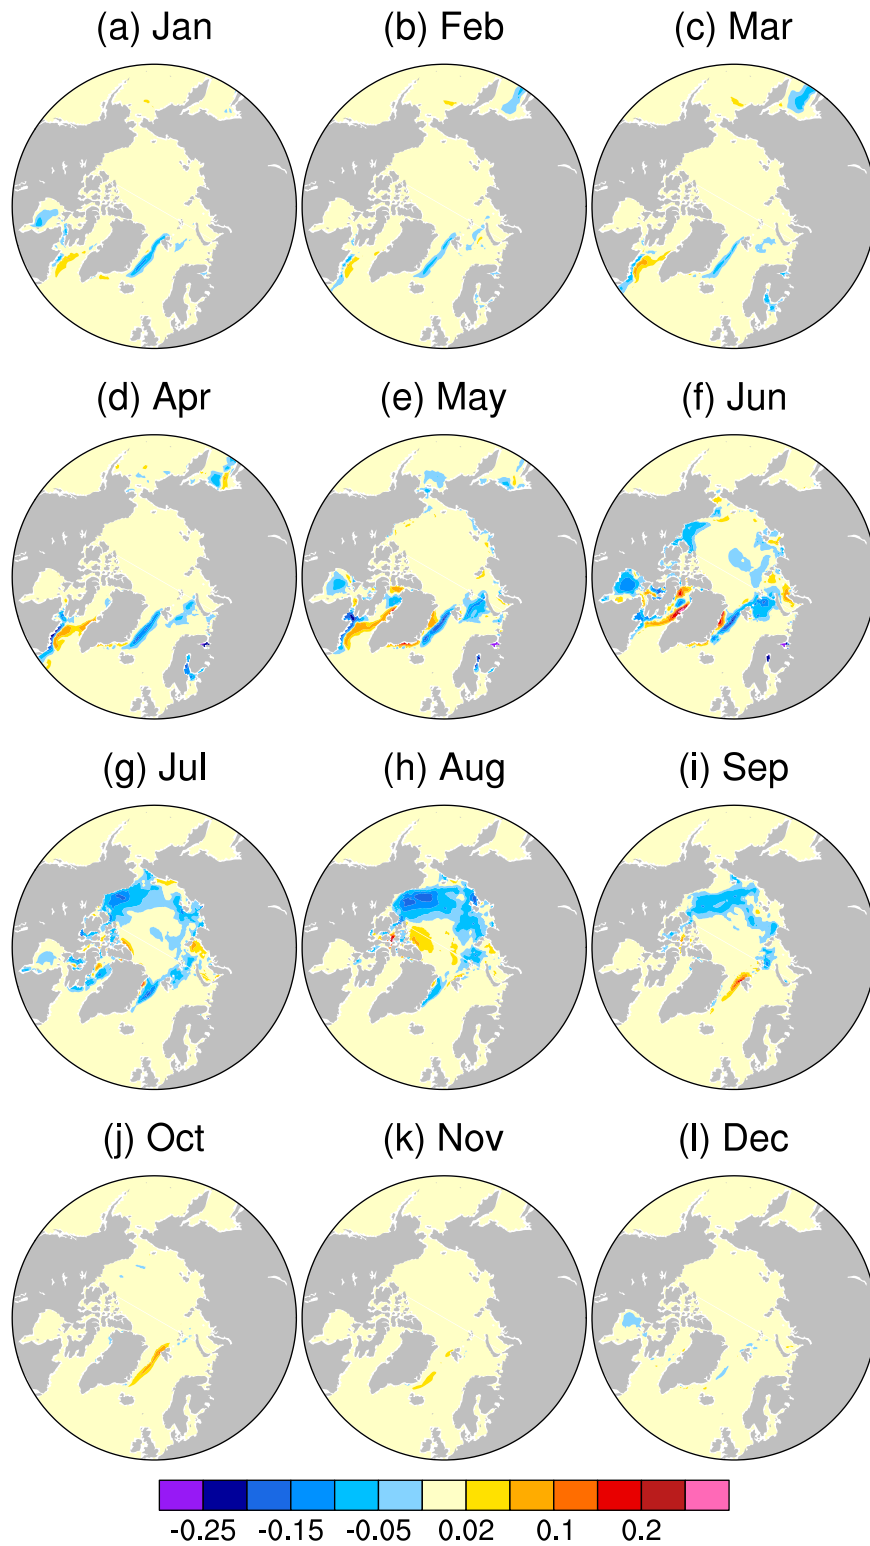 (a) Jan (b) Feb (c) Mar
(d) Apr (e) May (f) Jun
(g) Jul (h) Aug (i) Sep
(j) Oct (k) Nov (l) Dec
-0.25 -0.15 -0.05 0.02 0.1 0.2